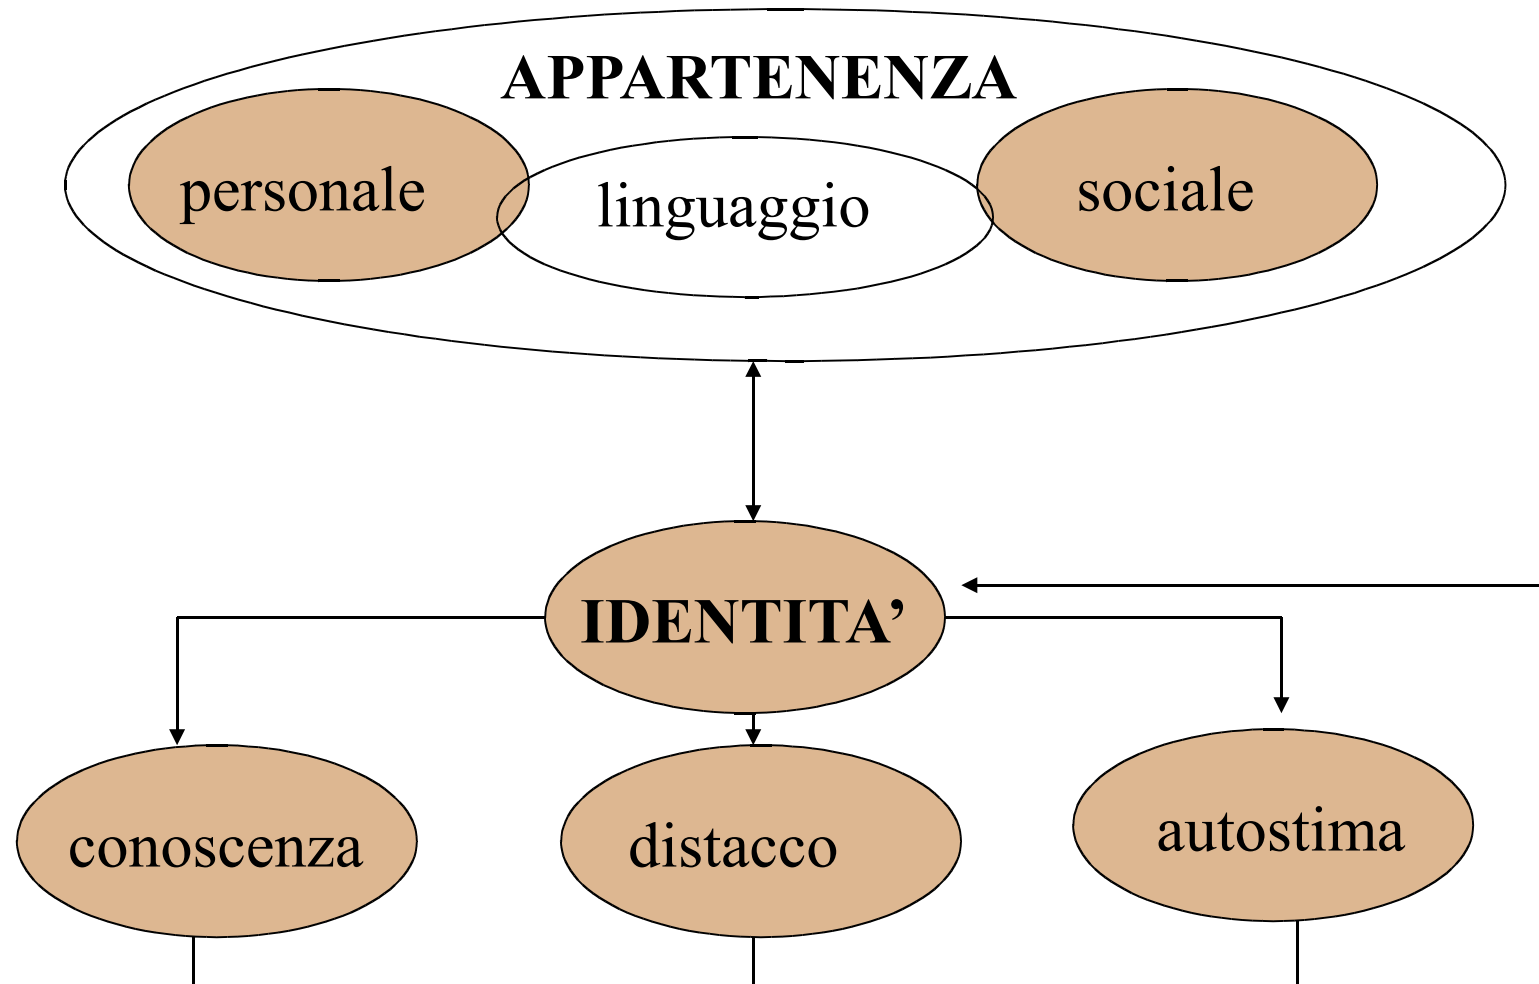 APPARTENENZA
personale
linguaggio
sociale
IDENTITA’
conoscenza
distacco
autostima